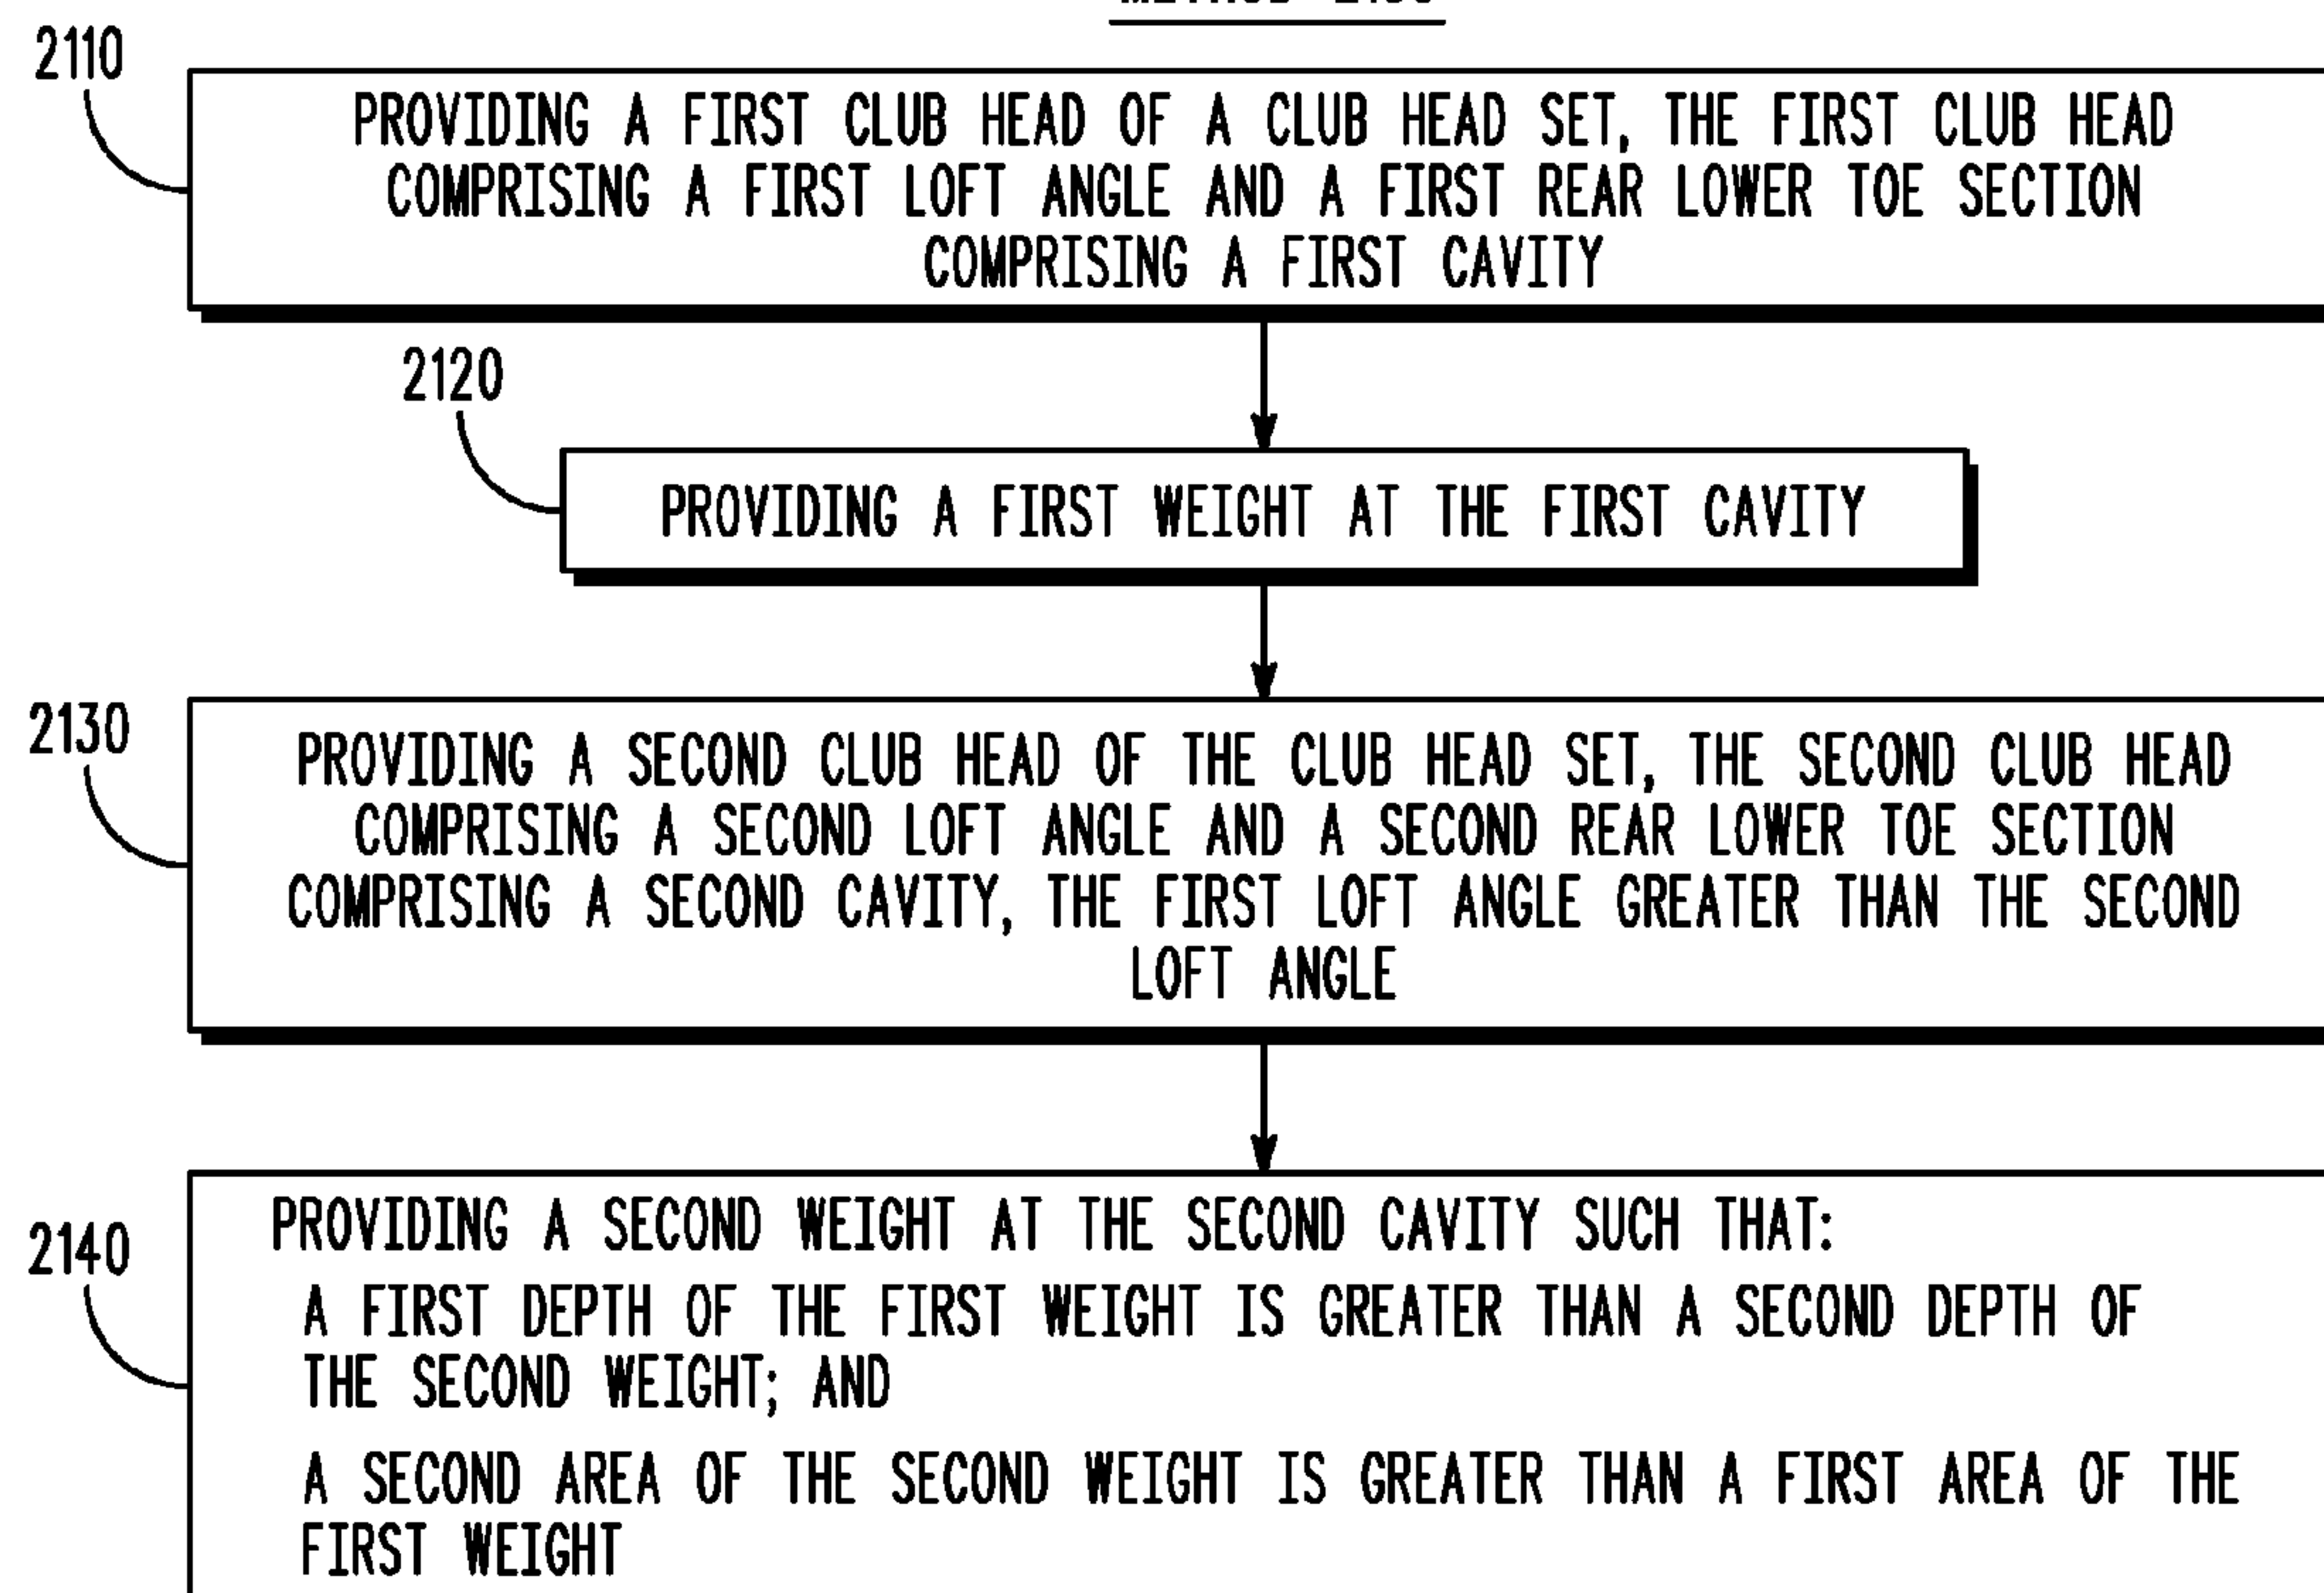 2110
PROVIDING A FIRST CLUB HEAD OF A CLUB HEAD SET, THE FIRST CLUB HEAD
COMPRISING A FIRST LOFT ANGLE AND A FIRST REAR LOWER TOE SECTION
COMPRISING A FIRST CAVITY
2120
PROVIDING A FIRST WEIGHT AT THE FIRST CAVITY
2130
PROVIDING A SECOND CLUB HEAD OF THE CLUB HEAD SET, THE SECOND CLUB HEAD
COMPRISING A SECOND LOFT ANGLE AND A SECOND REAR LOWER TOE SECTION
COMPRISING A SECOND CAVITY, THE FIRST LOFT ANGLE GREATER THAN THE SECOND
LOFT ANGLE
2140
PROVIDING A SECOND WEIGHT AT THE SECOND CAVITY SUCH THAT:
A FIRST DEPTH OF THE FIRST WEIGHT IS GREATER THAN A SECOND DEPTH OF
THE SECOND WEIGHT; AND
A SECOND AREA OF THE SECOND WEIGHT IS GREATER THAN A FIRST AREA OF THE
FIRST WEIGHT